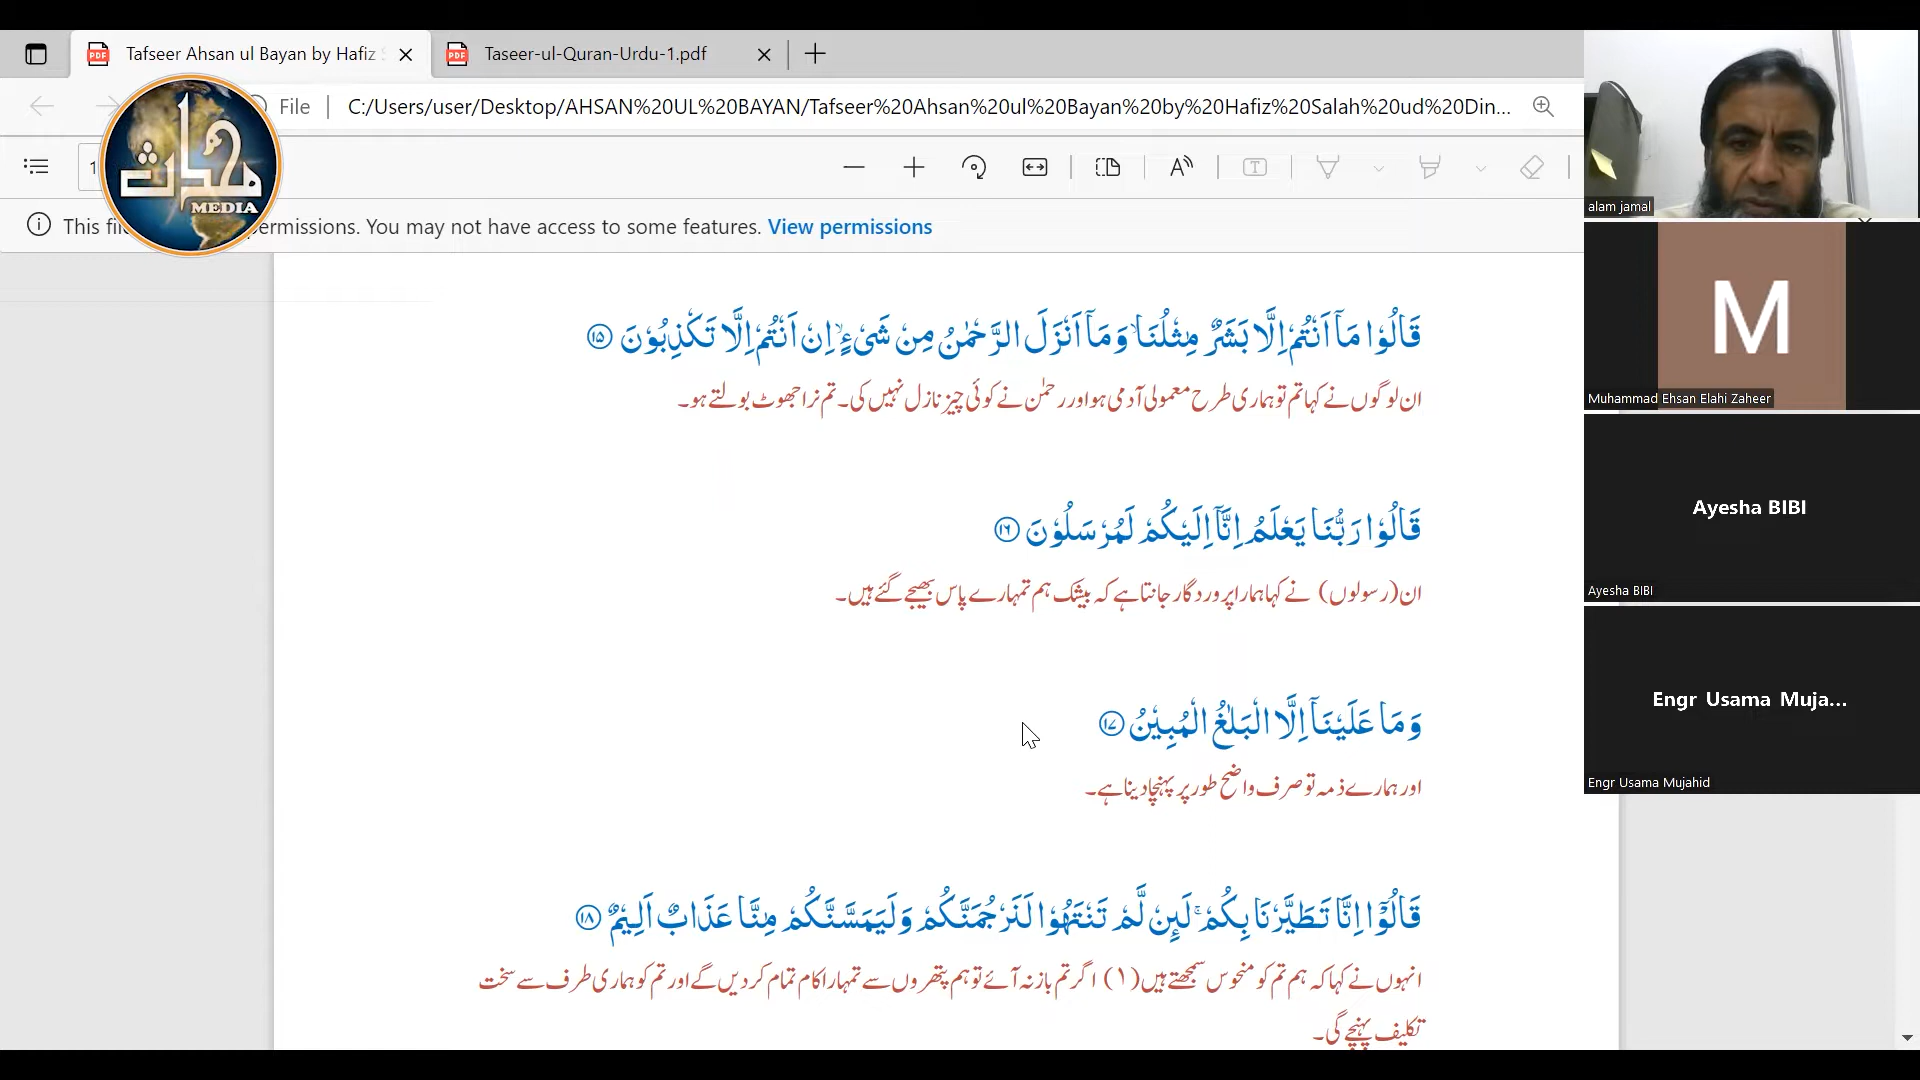 Tafseer Ahsan ul Bayan by Hafiz
Taseer-ul-Quran-Urdu-1.pdf
File
C:/Users/user/Desktop/AHSAN%20UL%20BAYAN/Tafseer%20Ahsan%20ul%20Bayan%20by%20Hafiz%20Salah%20ud%20Din...
محدث
MEDIA
1
This permissions. You may not have access to some features. View permissions
قَالُوْا مَآ اَنْتُمْ اِلَّا بَشَرٌ مِّثْلُنَا ۙ وَمَآ اَنْزَلَ الرَّحْمٰنُ مِنْ شَیْءٍ ۙ اِنْ اَنْتُمْ اِلَّا تَكْذِبُوْنَ ۝۱۵
ان لوگوں نے کہا تم تو ہماری طرح معمولی آدمی ہو اور رحمٰن نے کوئی چیز نازل نہیں کی۔ تم نرا جھوٹ بولتے ہو۔
قَالُوْا رَبُّنَا یَعْلَمُ اِنَّآ اِلَیْكُمْ لَمُرْسَلُوْنَ ۝۱۶
ان (رسولوں) نے کہا ہمارا پروردگار جانتا ہے کہ بیشک ہم تمہارے پاس بھیجے گئے ہیں۔
وَمَا عَلَیْنَآ اِلَّا الْبَلٰغُ الْمُبِیْنُ ۝۱۷
اور ہمارے ذمہ تو صرف واضح طور پر پہنچا دینا ہے۔
قَالُوْٓا اِنَّا تَطَیَّرْنَا بِكُمْ ۚ لَىِٕنْ لَّمْ تَنْتَهُوْا لَنَرْجُمَنَّكُمْ وَلَیَمَسَّنَّكُمْ مِّنَّا عَذَابٌ اَلِیْمٌ ۝۱۸
انہوں نے کہا کہ ہم تم کو منحوس سمجھتے ہیں (۱) اگر تم باز نہ آئے تو ہم پتھروں سے تمہارا کام تمام کر دیں گے اور تم کو ہماری طرف سے سخت
تکلیف پہنچے گی۔
alam jamal
M
Muhammad Ehsan Elahi Zaheer
Ayesha BIBI
Ayesha BIBI
Engr Usama Muja...
Engr Usama Mujahid